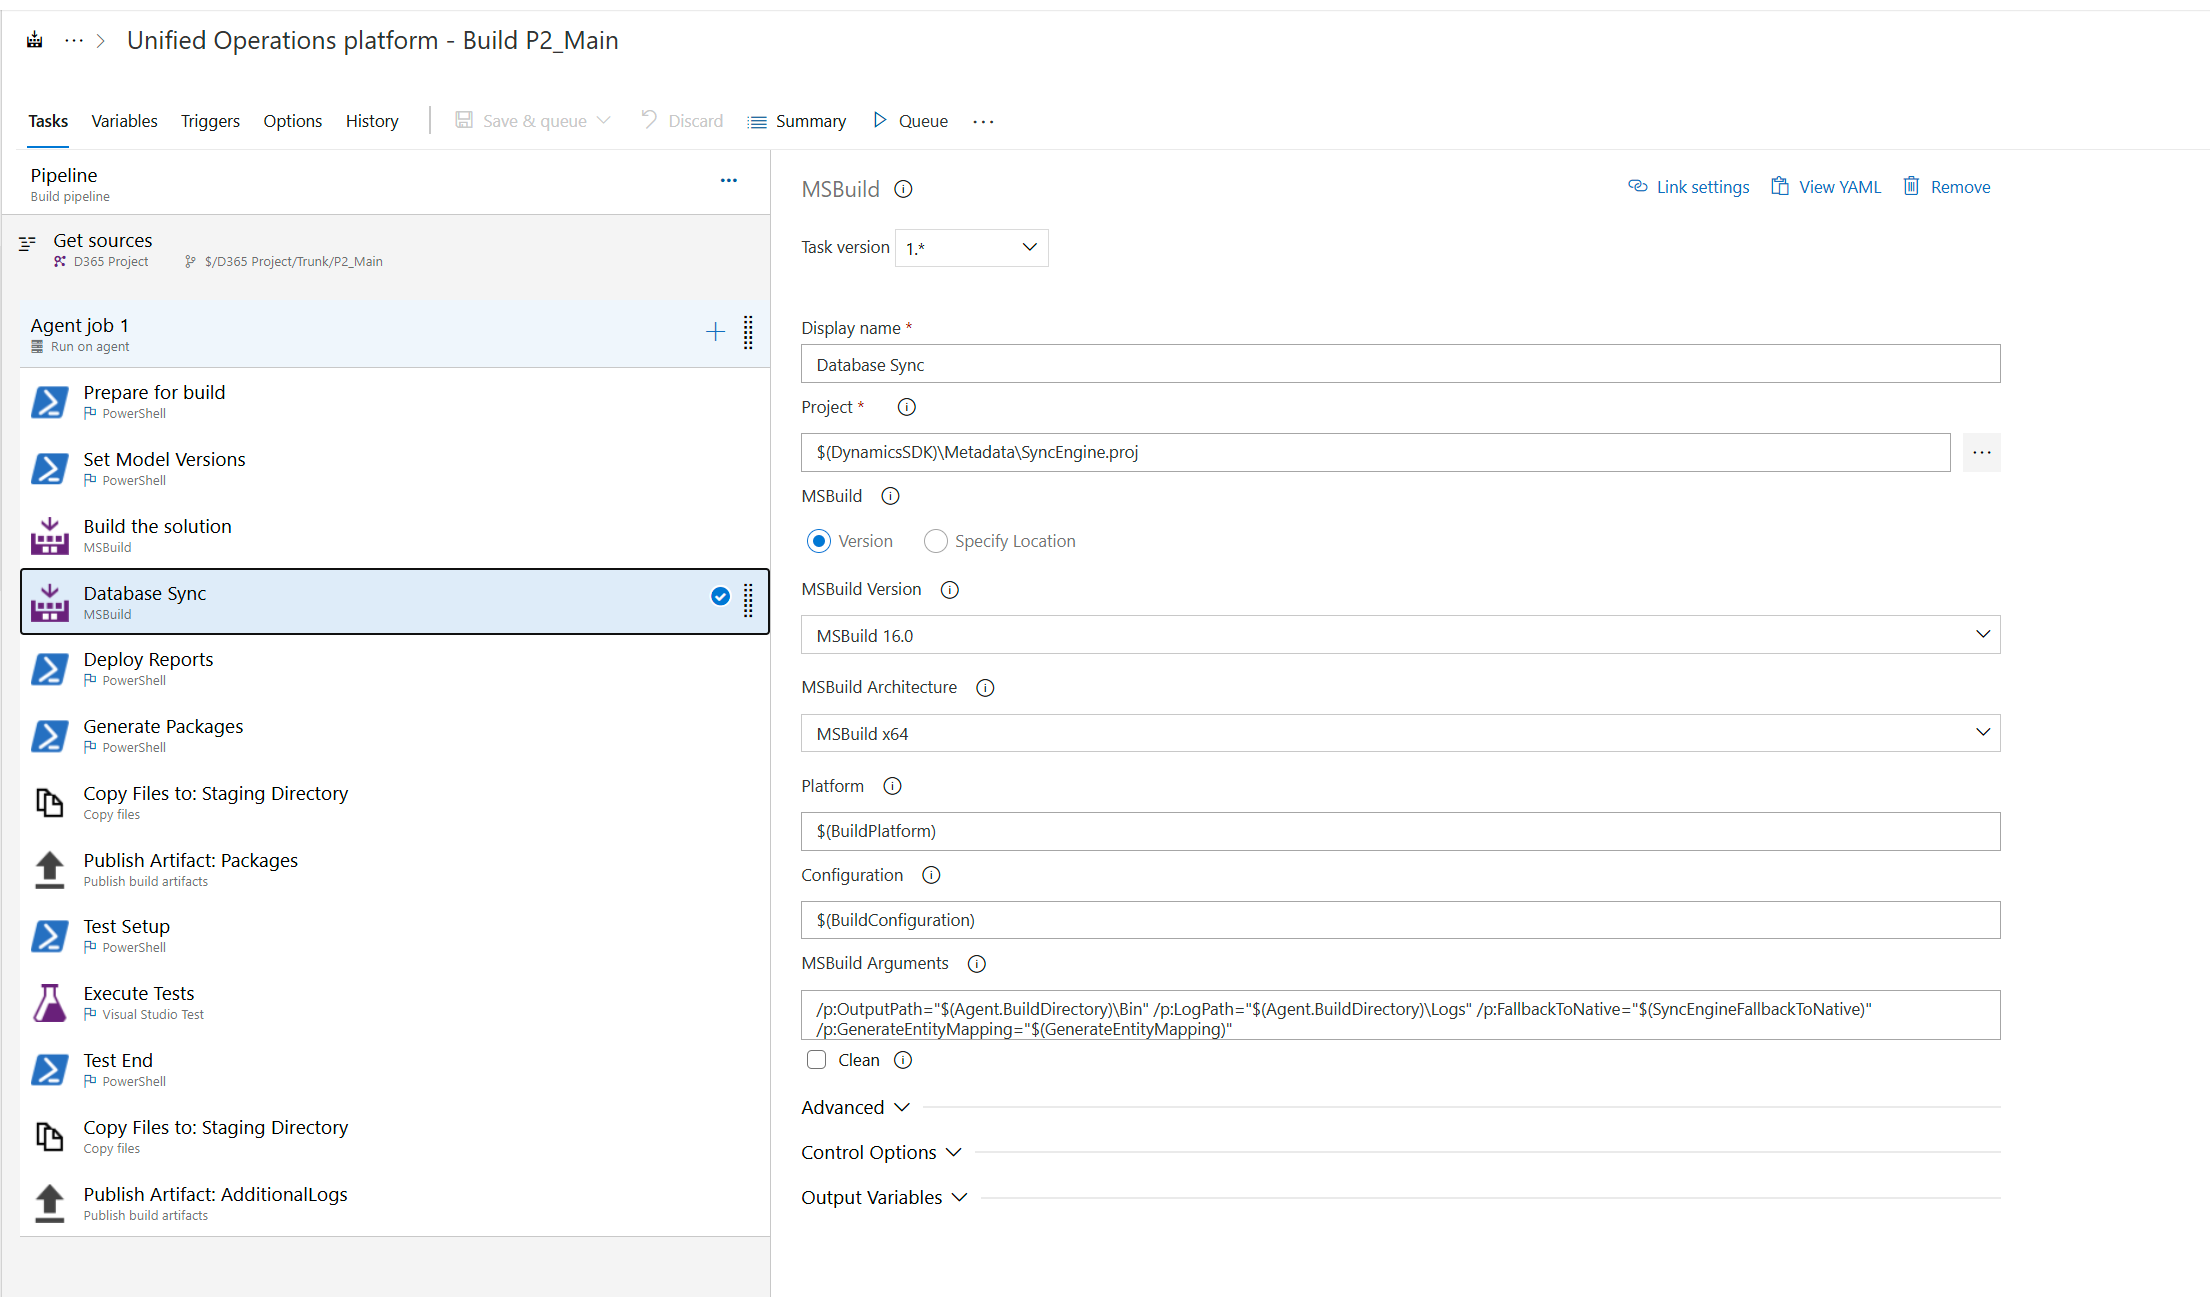 Unified Operations platform - Build P2_Main
Tasks Variables Triggers Options History Save & queue Discard Summary Queue
Pipeline
Build pipeline
Get sources
D365 Project $/D365 Project/Trunk/P2_Main
Agent job 1
Run on agent
Prepare for build
PowerShell
Set Model Versions
PowerShell
Build the solution
MSBuild
Database Sync
MSBuild
Deploy Reports
PowerShell
Generate Packages
PowerShell
Copy Files to: Staging Directory
Copy files
Publish Artifact: Packages
Publish build artifacts
Test Setup
PowerShell
Execute Tests
Visual Studio Test
Test End
PowerShell
Copy Files to: Staging Directory
Copy files
Publish Artifact: AdditionalLogs
Publish build artifacts
MSBuild
Link settings View YAML Remove
Task version 1.*
Display name *
Database Sync
Project *
$(DynamicsSDK)\Metadata\SyncEngine.proj
MSBuild
Version Specify Location
MSBuild Version
MSBuild 16.0
MSBuild Architecture
MSBuild x64
Platform
$(BuildPlatform)
Configuration
$(BuildConfiguration)
MSBuild Arguments
/p:OutputPath="$(Agent.BuildDirectory)\Bin" /p:LogPath="$(Agent.BuildDirectory)\Logs" /p:FallbackToNative="$(SyncEngineFallbackToNative)"
/p:GenerateEntityMapping="$(GenerateEntityMapping)"
Clean
Advanced
Control Options
Output Variables